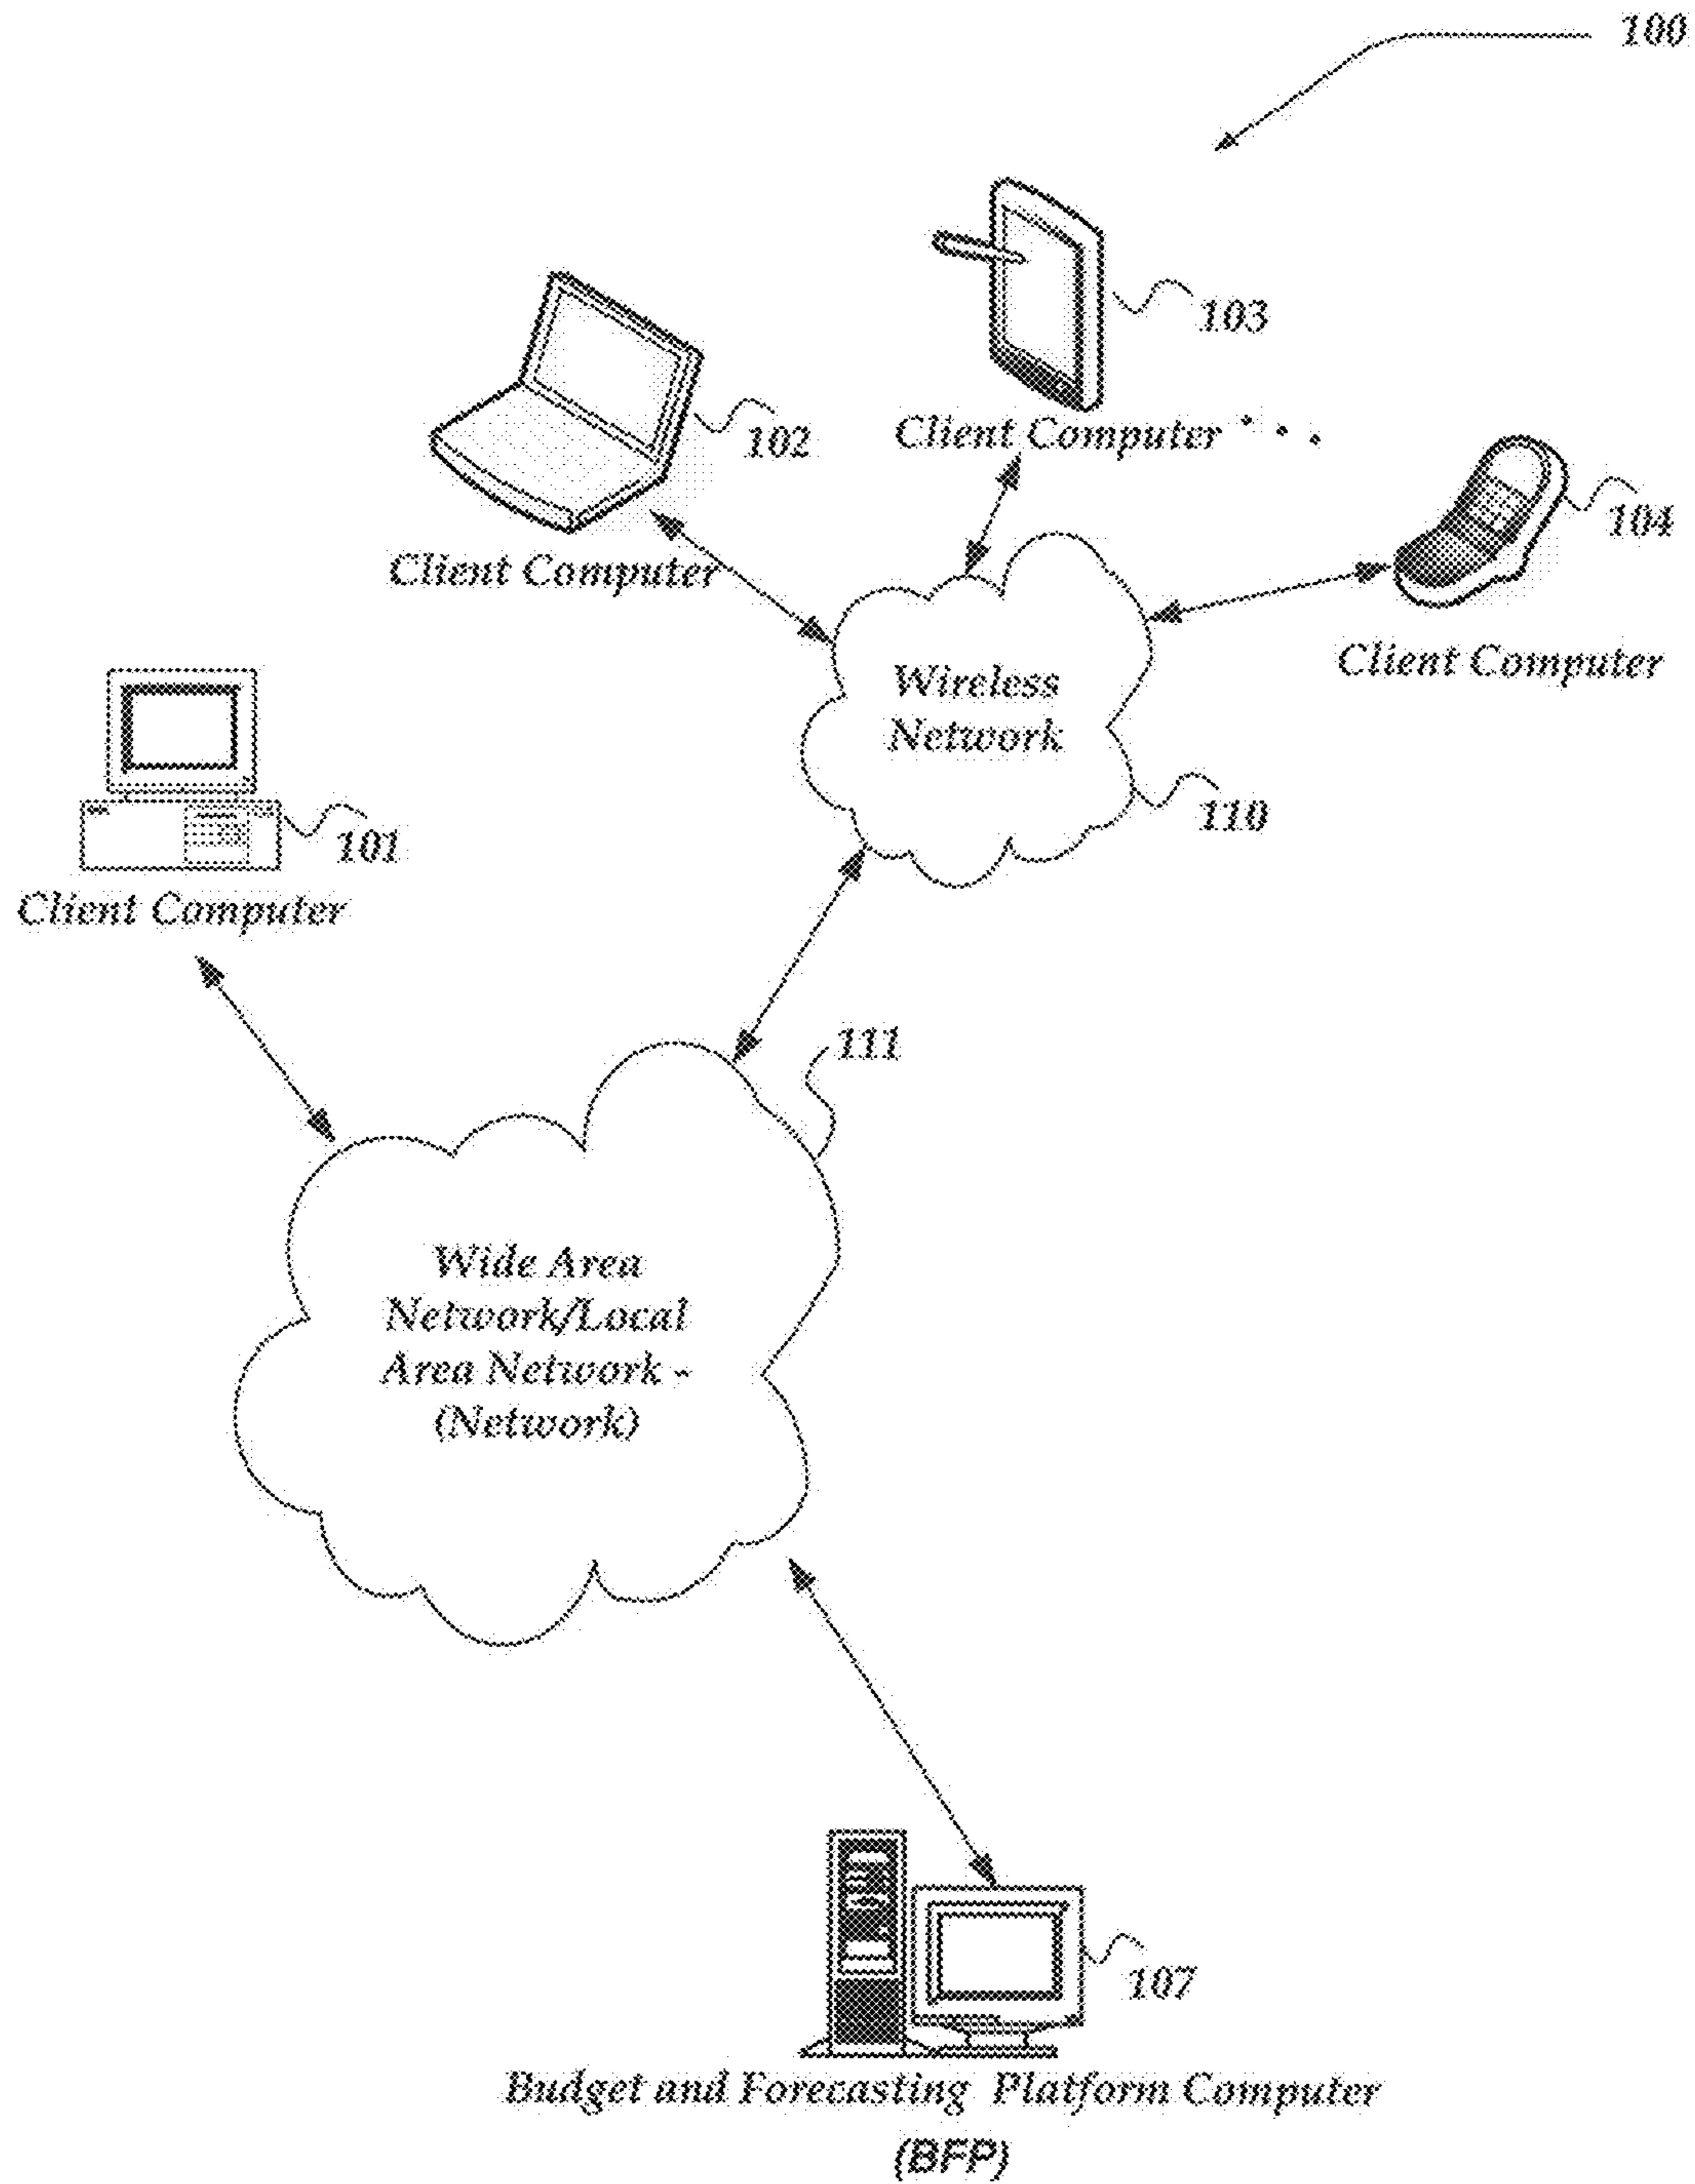 100
103
102
Client Computer . . .
104
Client Computer
Client Computer
Wireless
Network
110
101
Client Computer
111
Wide Area
Network/Local
Area Network -
(Network)
107
Budget and Forecasting Platform Computer
(BFP)